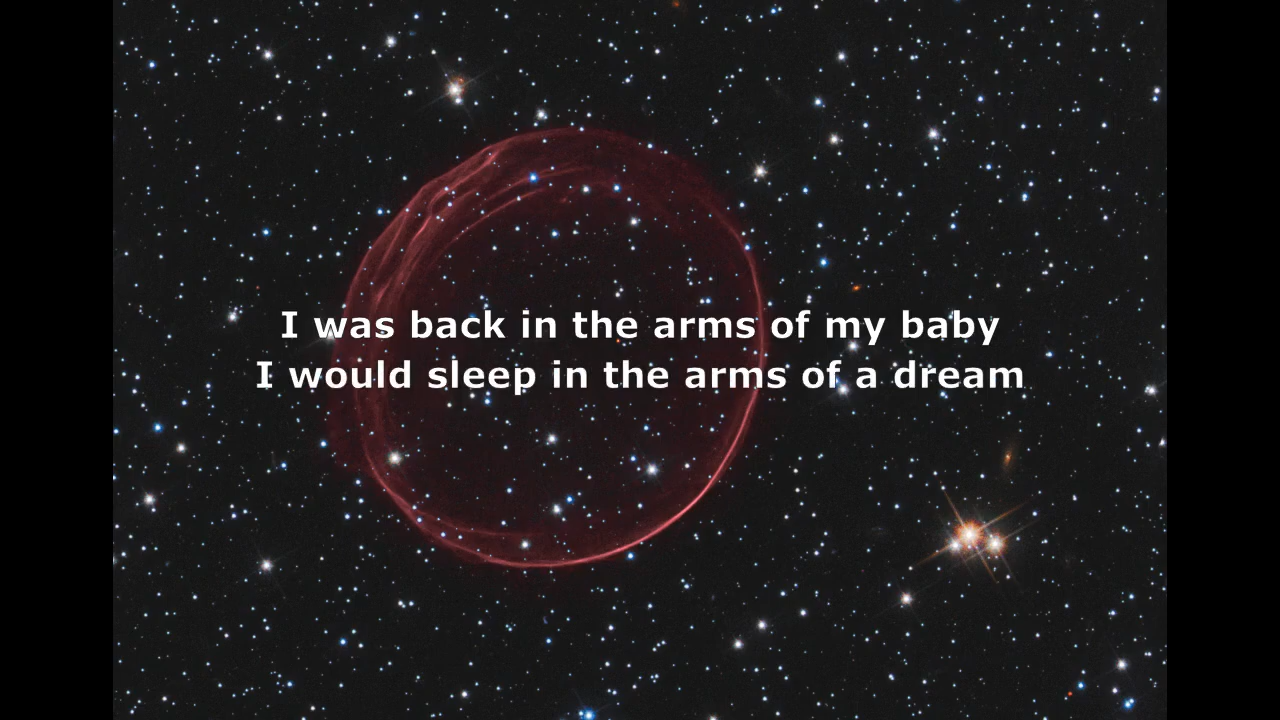 I was back in the arms of my baby
I would sleep in the arms of a dream